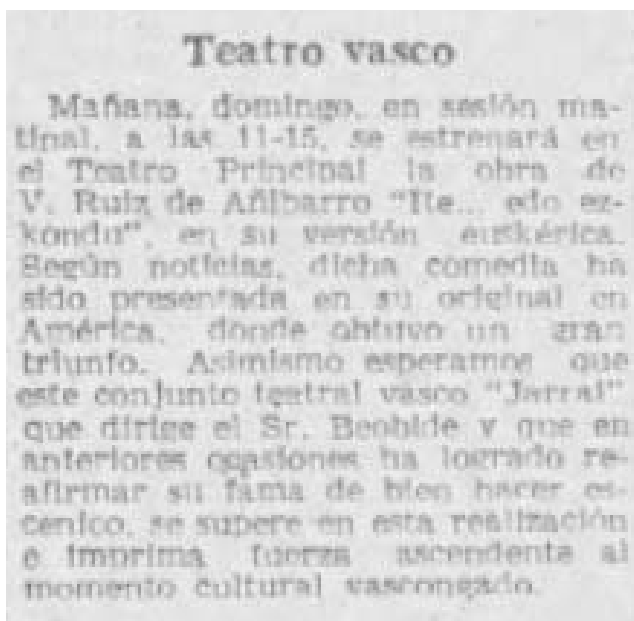 Teatro vasco
Mañana, domingo, en sesión ma-
tinal, a las 11-15, se estrenará en
el Teatro Principal la obra de
V. Ruiz de Añibarro "Ile... edo ez-
kondu", en su versión euskérica.
Según noticias, dicha comedia ha
sido presentada en su original en
América, donde obtuvo un gran
triunfo. Asimismo esperamos que
este conjunto teatral vasco "Jarrai"
que dirige el Sr. Beobide y que en
anteriores ocasiones ha logrado re-
afirmar su fama de bien hacer es-
cenico, se supere en esta realización
e imprima fuerza ascendente al
momento cultural vascongado.